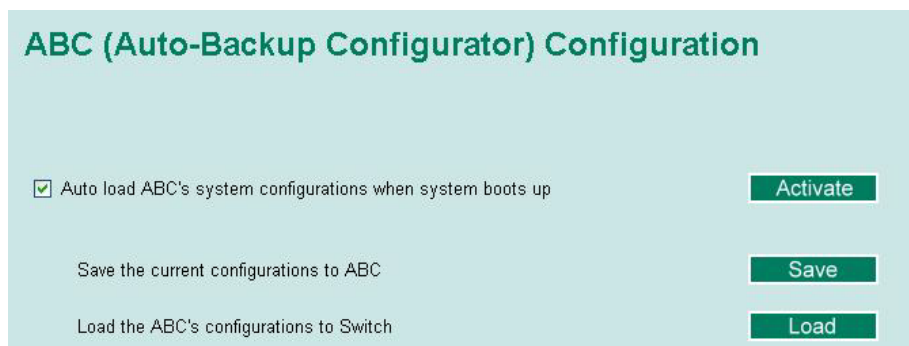 ABC (Auto-Backup Configurator) Configuration
Auto load ABC's system configurations when system boots up Activate
Save the current configurations to ABC Save
Load the ABC's configurations to Switch Load